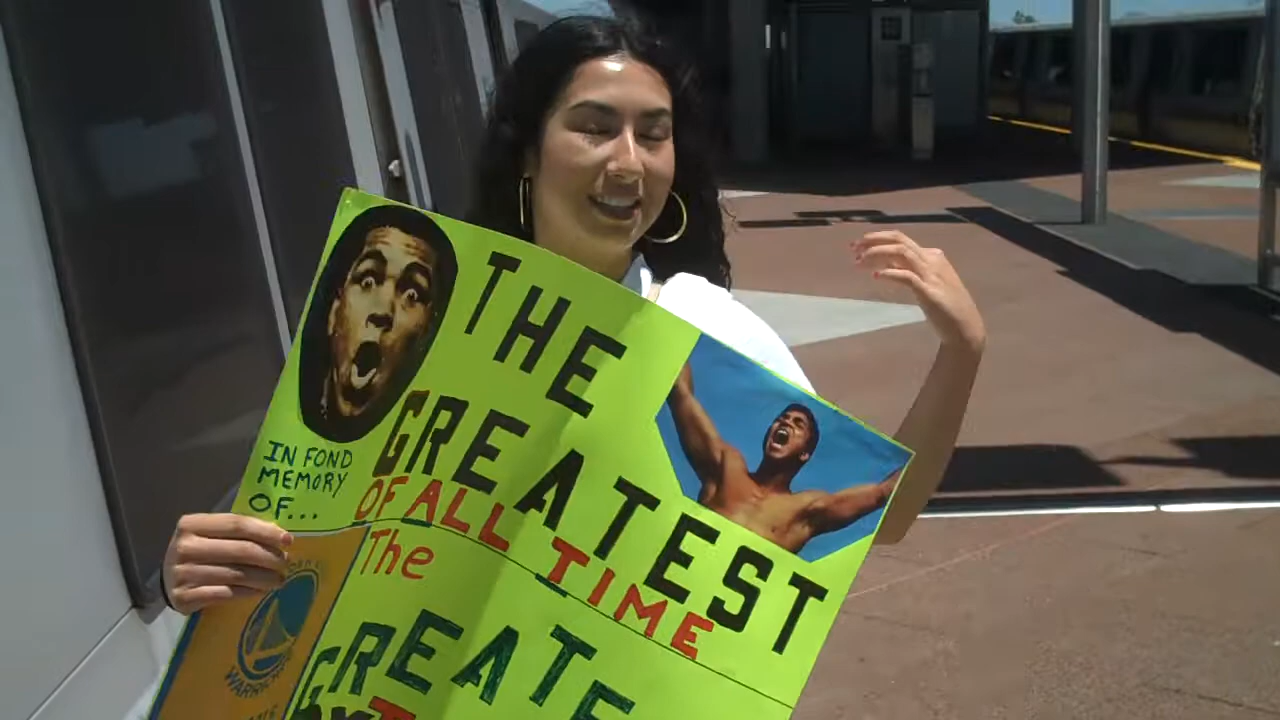 THE
GREATEST
IN FOND
MEMORY
OF...
OF ALL TIME
The
GREATE
WARRIORS